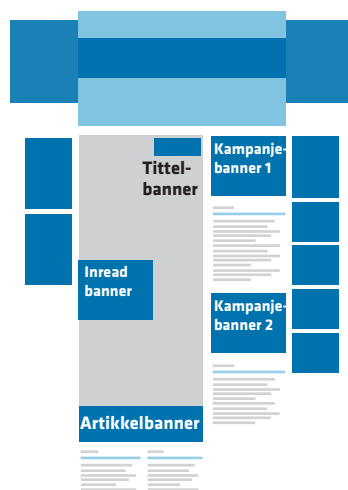 Tittel-
banner
Kampanje-
banner 1
Inread
banner
Kampanje-
banner 2
Artikkelbanner